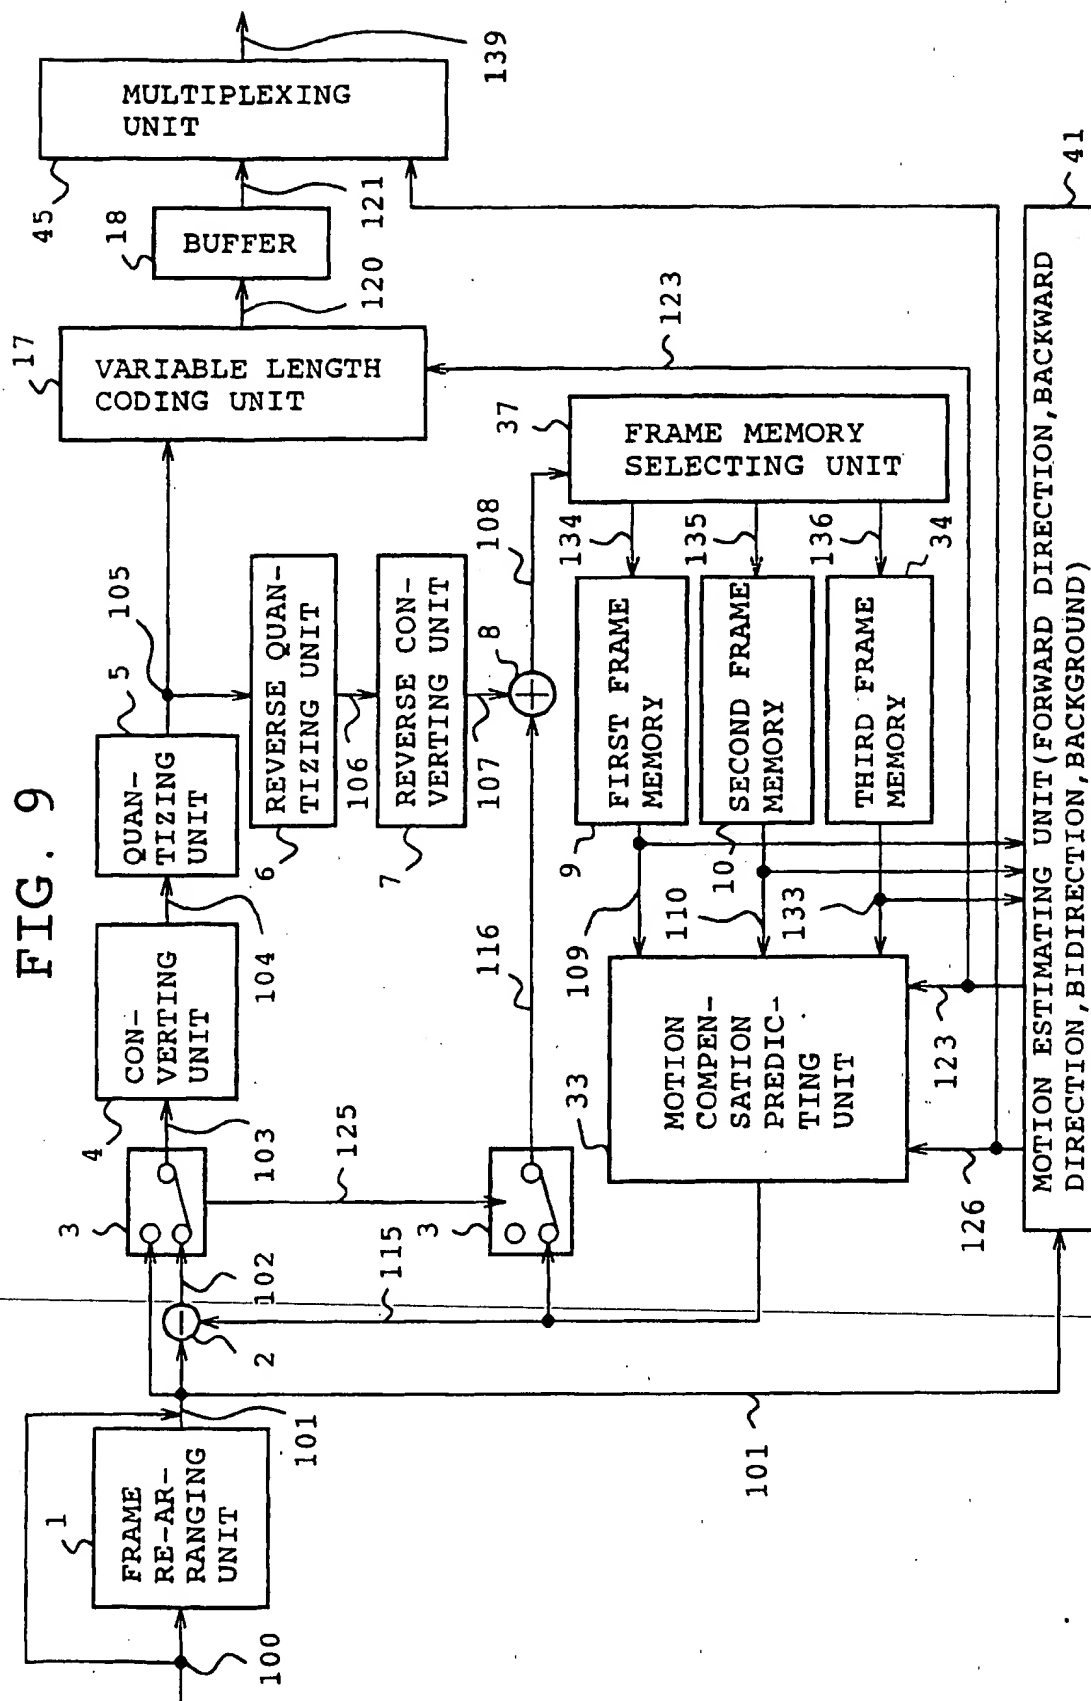 FIG. 9
100
1
FRAME
RE-AR-
RANGING
UNIT
101
101
2
102
3
103
125
115
3
4
CON-
VERTING
UNIT
104
5
QUAN-
TIZING
UNIT
105
6
REVERSE QUAN-
TIZING UNIT
106
7
REVERSE CON-
VERTING UNIT
107
8
108
116
17
VARIABLE LENGTH
CODING UNIT
120
18
BUFFER
121
45
MULTIPLEXING
UNIT
139
123
37
FRAME MEMORY
SELECTING UNIT
134
135
136
9
FIRST FRAME
MEMORY
10
SECOND FRAME
MEMORY
34
THIRD FRAME
MEMORY
109
110
133
33
MOTION
COMPEN-
SATION
PREDIC-
TING
UNIT
123
126
41
MOTION ESTIMATING UNIT(FORWARD DIRECTION,BACKWARD
DIRECTION,BIDIRECTION,BACKGROUND)